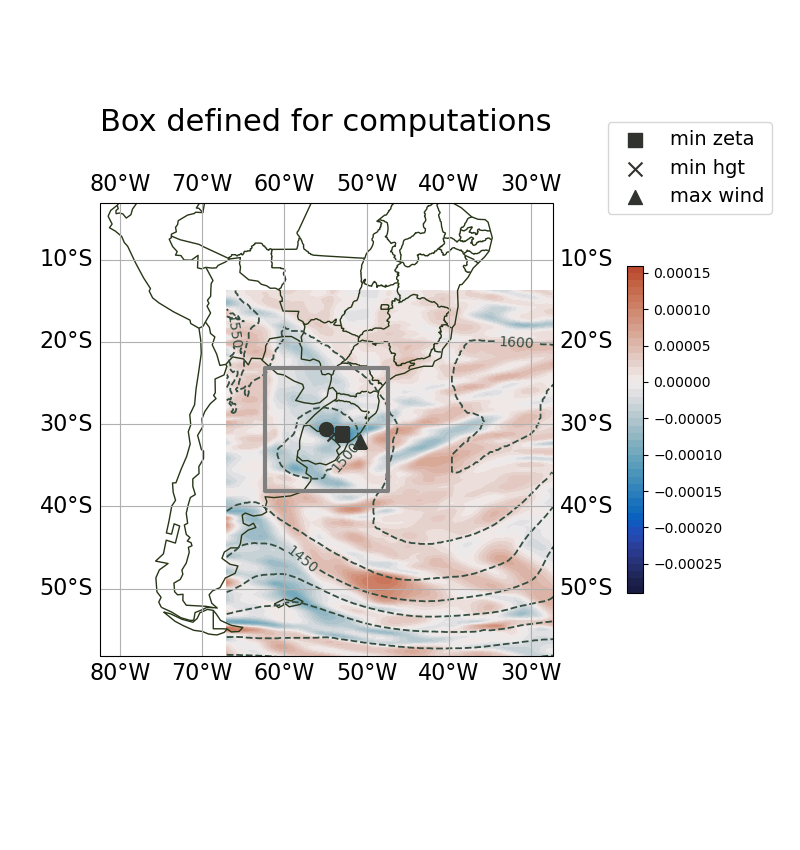 Box defined for computations
min zeta
min hgt
max wind
80°W 70°W 60°W 50°W 40°W 30°W
10°S 10°S
20°S 20°S
30°S 30°S
40°S 40°S
50°S 50°S
1550
1600
1500
1450
80°W 70°W 60°W 50°W 40°W 30°W
0.00015
0.00010
0.00005
0.00000
−0.00005
−0.00010
−0.00015
−0.00020
−0.00025